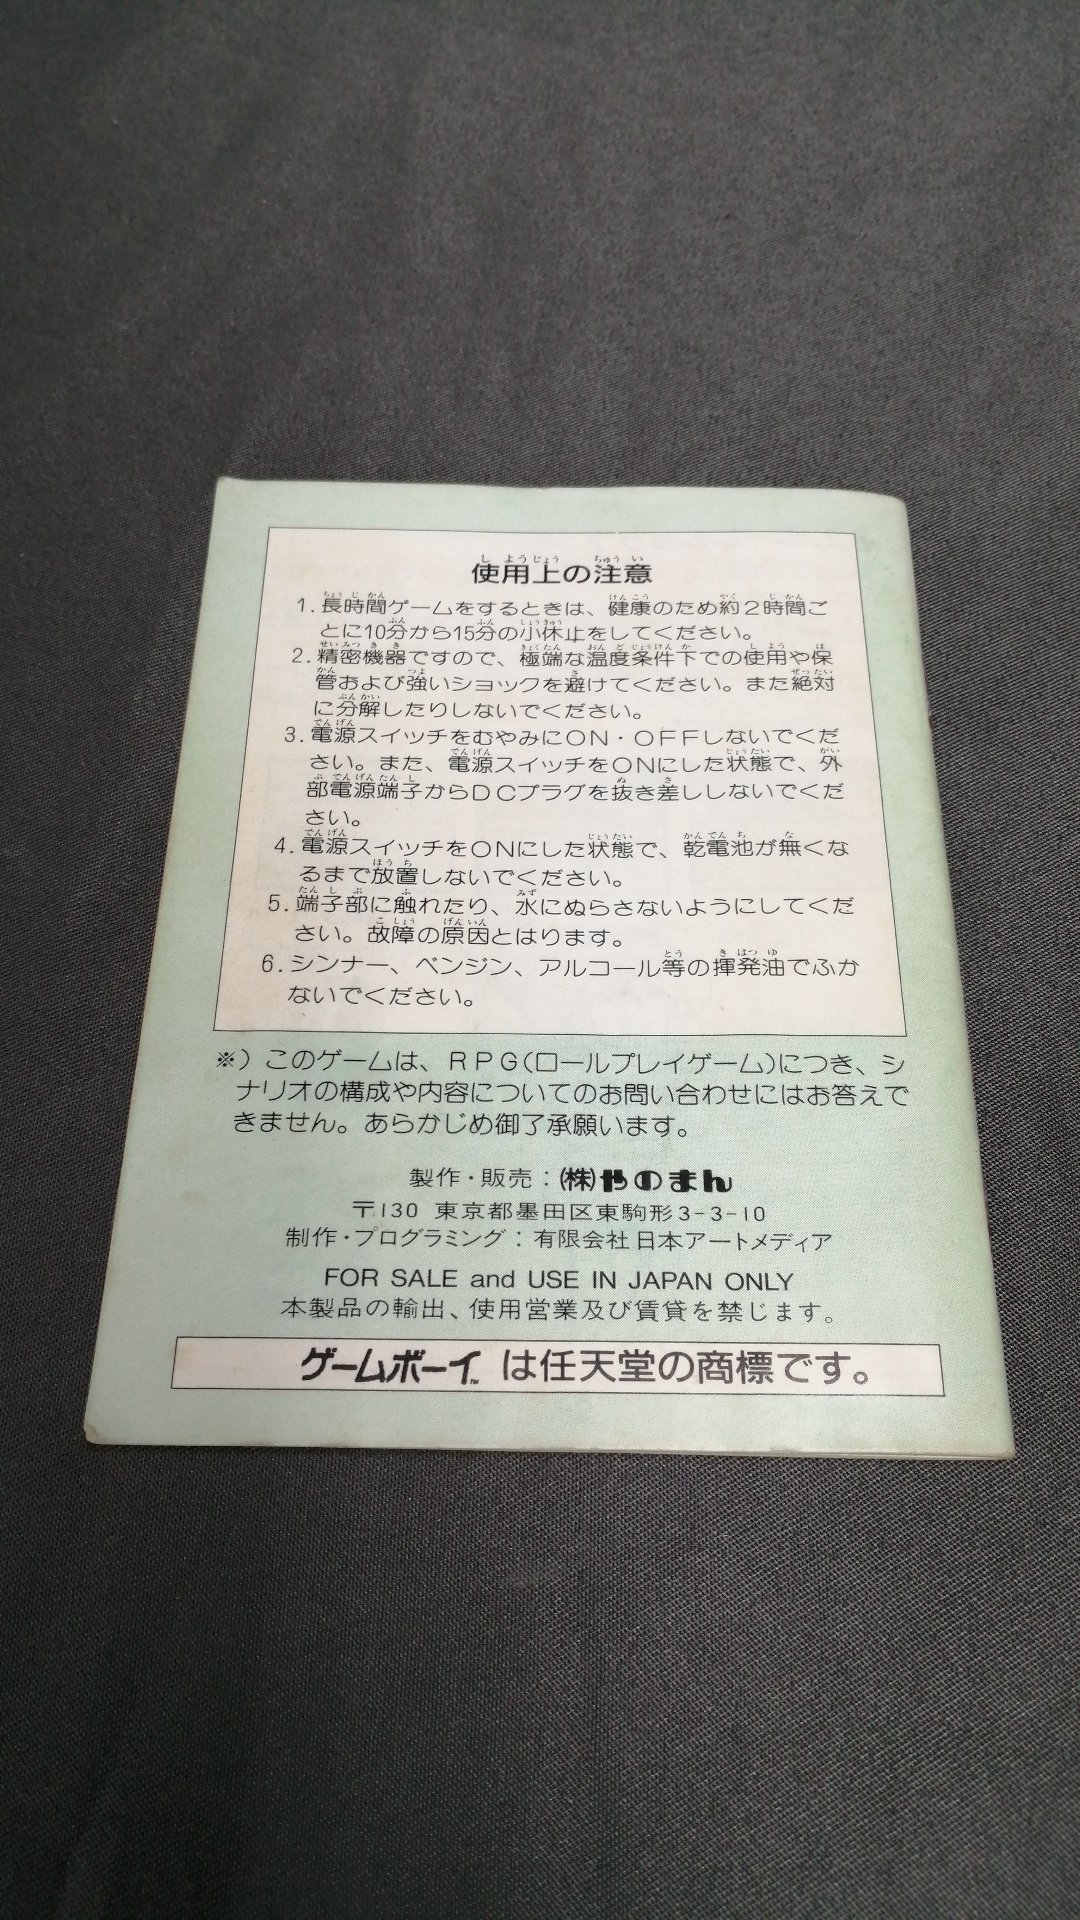 使用上の注意
1.長時間ゲームをするときは、健康のため約２時間ご
とに10分から15分の小休止をしてください。
2.精密機器ですので、極端な温度条件下での使用や保
管および強いショックを避けてください。また絶対
に分解したりしないでください。
3.電源スイッチをむやみにＯＮ・ＯＦＦしないでくだ
さい。また、電源スイッチをＯＮにした状態で、外
部電源端子からＤＣプラグを抜き差ししないでくだ
さい。
4.電源スイッチをＯＮにした状態で、乾電池が無くな
るまで放置しないでください。
5.端子部に触れたり、水にぬらさないようにしてくだ
さい。故障の原因とはります。
6.シンナー、ベンジン、アルコール等の揮発油でふか
ないでください。
※）このゲームは、ＲＰＧ(ロールプレイゲーム)につき、シ
ナリオの構成や内容についてのお問い合わせにはお答えで
きません。あらかじめ御了承願います。
製作・販売：㈱やのまん
〒130 東京都墨田区東駒形3-3-10
制作・プログラミング：有限会社 日本アートメディア
FOR SALE and USE IN JAPAN ONLY
本製品の輸出、使用営業及び賃貸を禁じます。
ゲームボーイ™は任天堂の商標です。